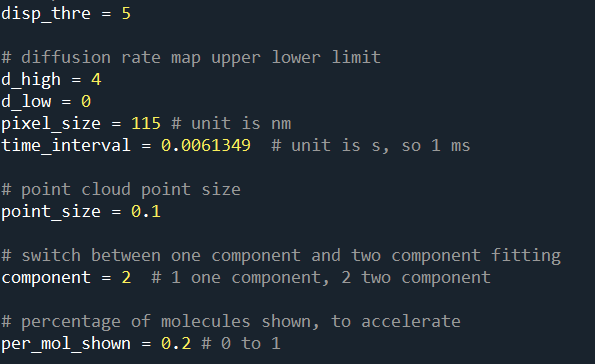 disp_thre = 5
# diffusion rate map upper lower limit
d_high = 4
d_low = 0
pixel_size = 115 # unit is nm
time_interval = 0.0061349  # unit is s, so 1 ms
# point cloud point size
point_size = 0.1
# switch between one component and two component fitting
component = 2  # 1 one component, 2 two component
# percentage of molecules shown, to accelerate
per_mol_shown = 0.2 # 0 to 1